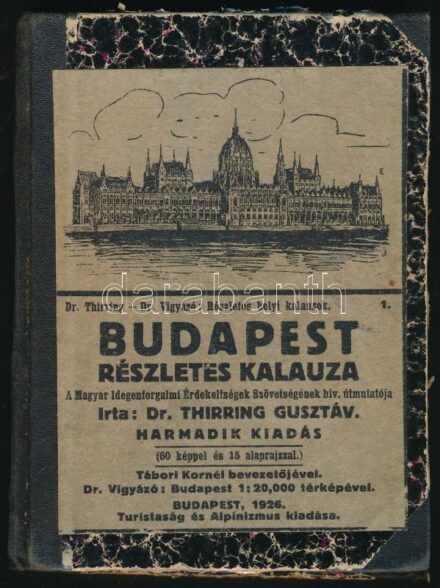 Dr. Thirring - Dr. Vigyázó: Részletes helyi kalauzok. 1.
darabanth
BUDAPEST
RÉSZLETES KALAUZA
A Magyar Idegenforgalmi Érdekeltségek Szövetségének hiv. útmutatója
Irta: Dr. THIRRING GUSZTÁV.
HARMADIK KIADÁS
(60 képpel és 15 alaprajzzal.)
Tábori Kornél bevezetőjével.
Dr. Vigyázó: Budapest 1:20,000 térképével.
BUDAPEST, 1926.
Turistaság és Alpinizmus kiadása.